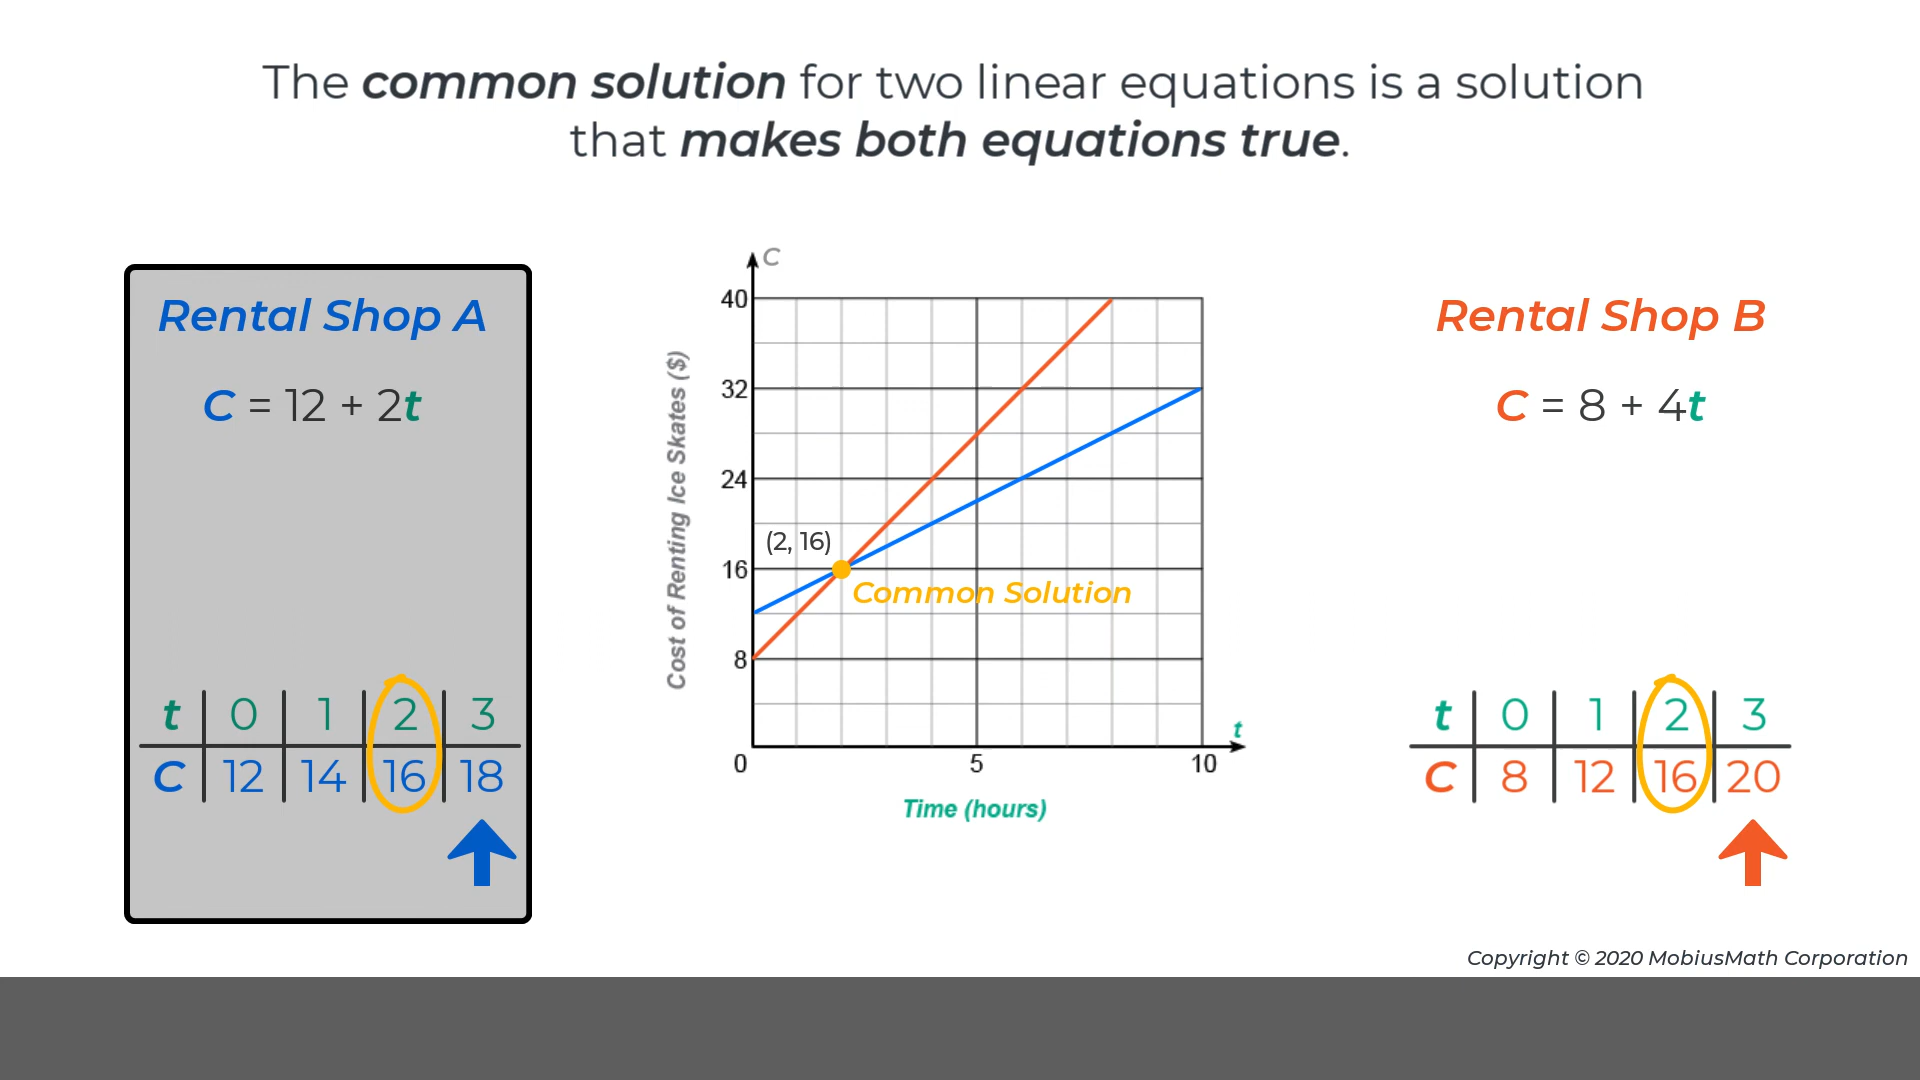 The common solution for two linear equations is a solution
that makes both equations true.
Rental Shop A
C = 12 + 2t
t 0 1 2 3
C 12 14 16 18
C
40
32
24
16
8
0
5
10
t
Cost of Renting Ice Skates ($)
(2, 16)
Common Solution
Time (hours)
Rental Shop B
C = 8 + 4t
t 0 1 2 3
C 8 12 16 20
Copyright © 2020 MobiusMath Corporation